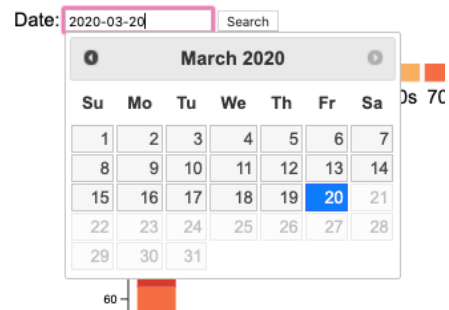 Date: 2020-03-20 Search
March 2020
Su Mo Tu We Th Fr Sa
1 2 3 4 5 6 7
8 9 10 11 12 13 14
15 16 17 18 19 20 21
22 23 24 25 26 27 28
29 30 31
0s 70
60